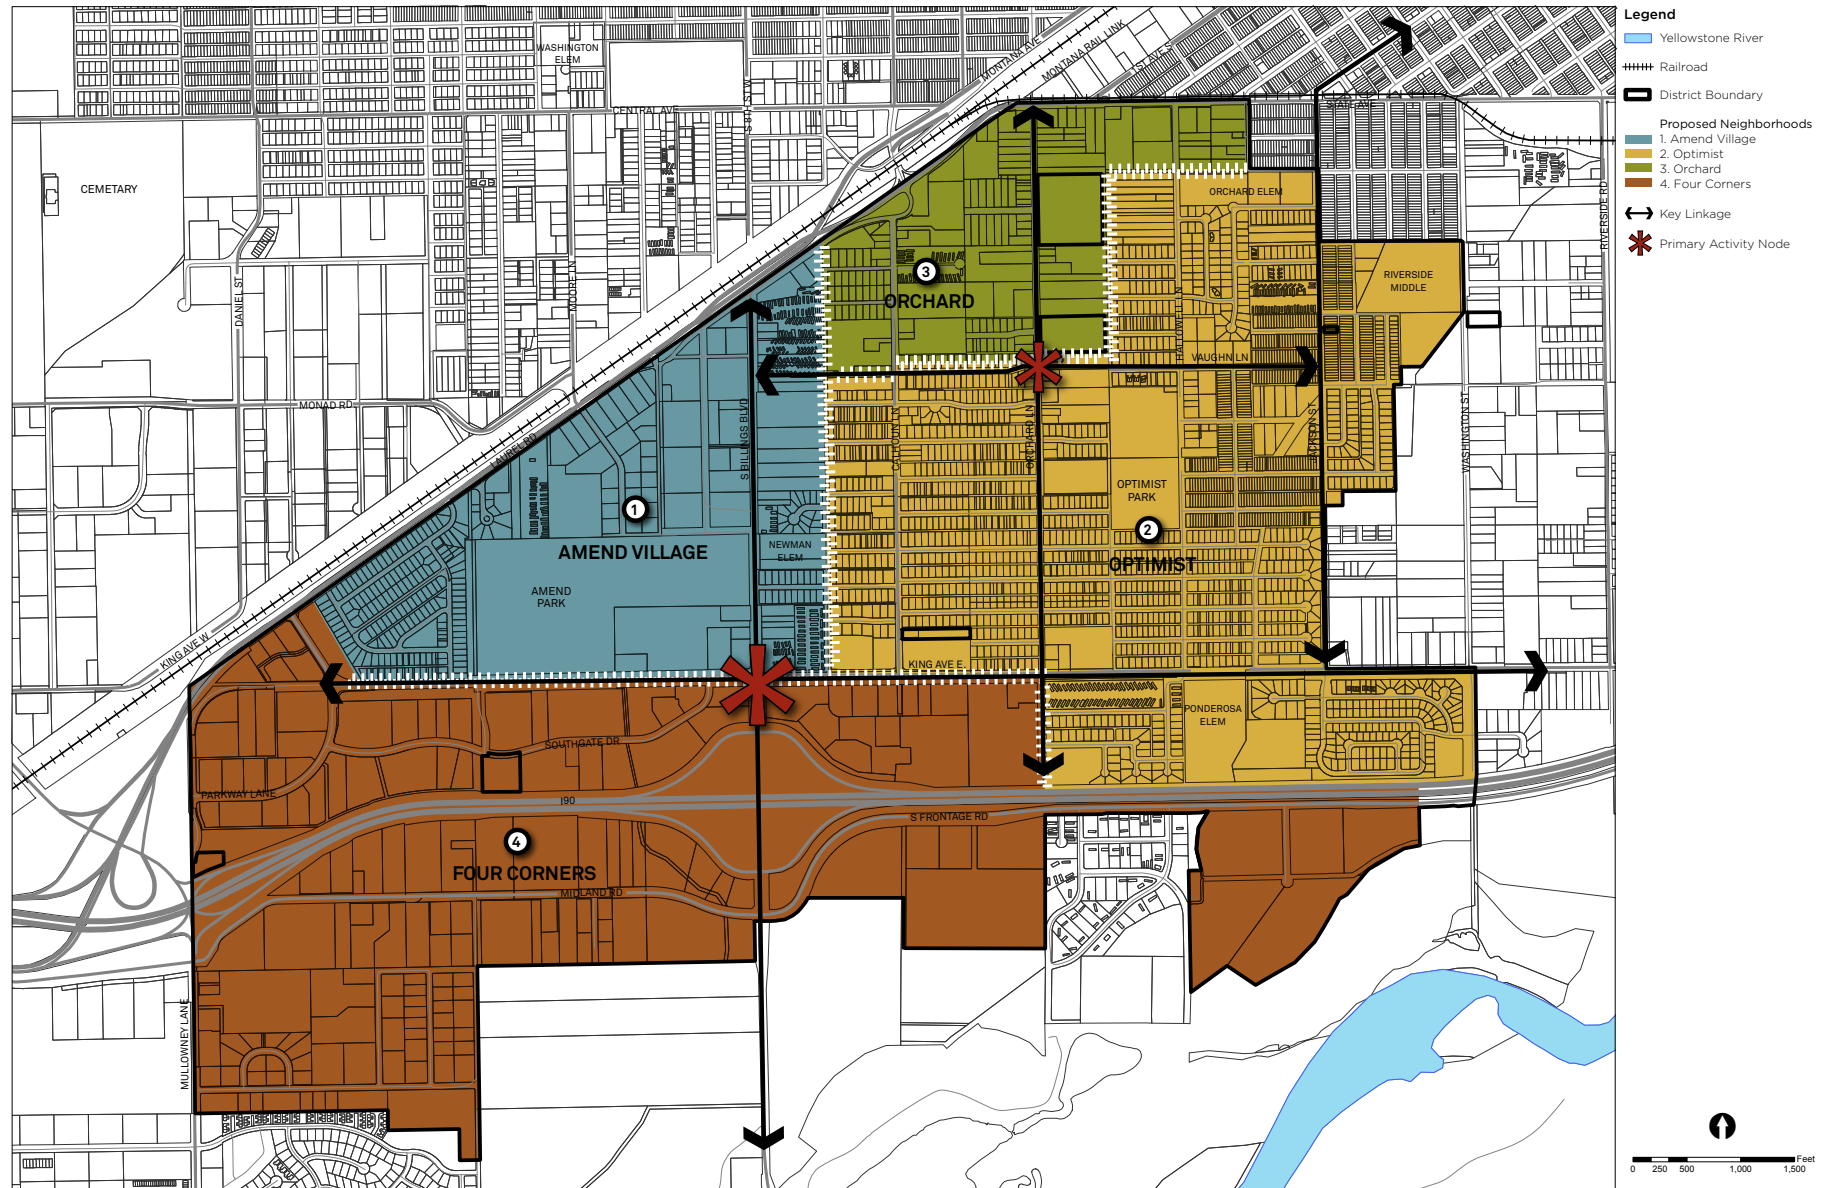 Legend
Yellowstone River
Railroad
District Boundary
Proposed Neighborhoods
1. Amend Village
2. Optimist
3. Orchard
4. Four Corners
Key Linkage
Primary Activity Node
WASHINGTON
ELEM
MONTANA AVE
MONTANA RAIL LINK
1ST AVE S
CENTRAL AVE
S 18TH ST W
STATE AVE
CEMETARY
ORCHARD ELEM
RIVERSIDE RD
DANIEL ST
MOORE LN
3
ORCHARD
RIVERSIDE
MIDDLE
HALLOWELL LN
VAUGHN LN
MONAD RD
LAUREL RD
S BILLINGS BLVD
CALHOUN LN
ORCHARD LN
JACKSON ST
WASHINGTON ST
OPTIMIST
PARK
1
2
AMEND VILLAGE
NEWMAN
ELEM
OPTIMIST
AMEND
PARK
KING AVE W
KING AVE E.
PONDEROSA
ELEM
SOUTHGATE DR
PARKWAY LANE
I90
S FRONTAGE RD
4
FOUR CORNERS
MIDLAND RD
MULLOWNEY LANE
Feet
0 250 500 1,000 1,500